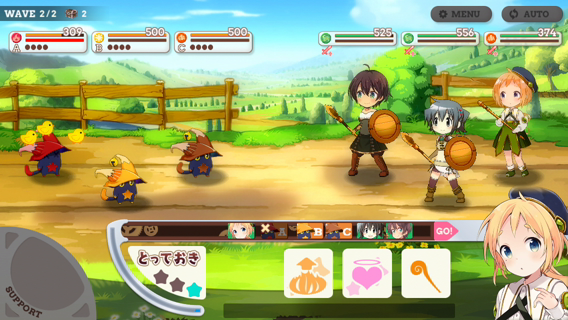 WAVE 2/2 2
MENU
AUTO
309
A
500
B
500
C
525
556
374
A B C GO!
とっておき
SUPPORT